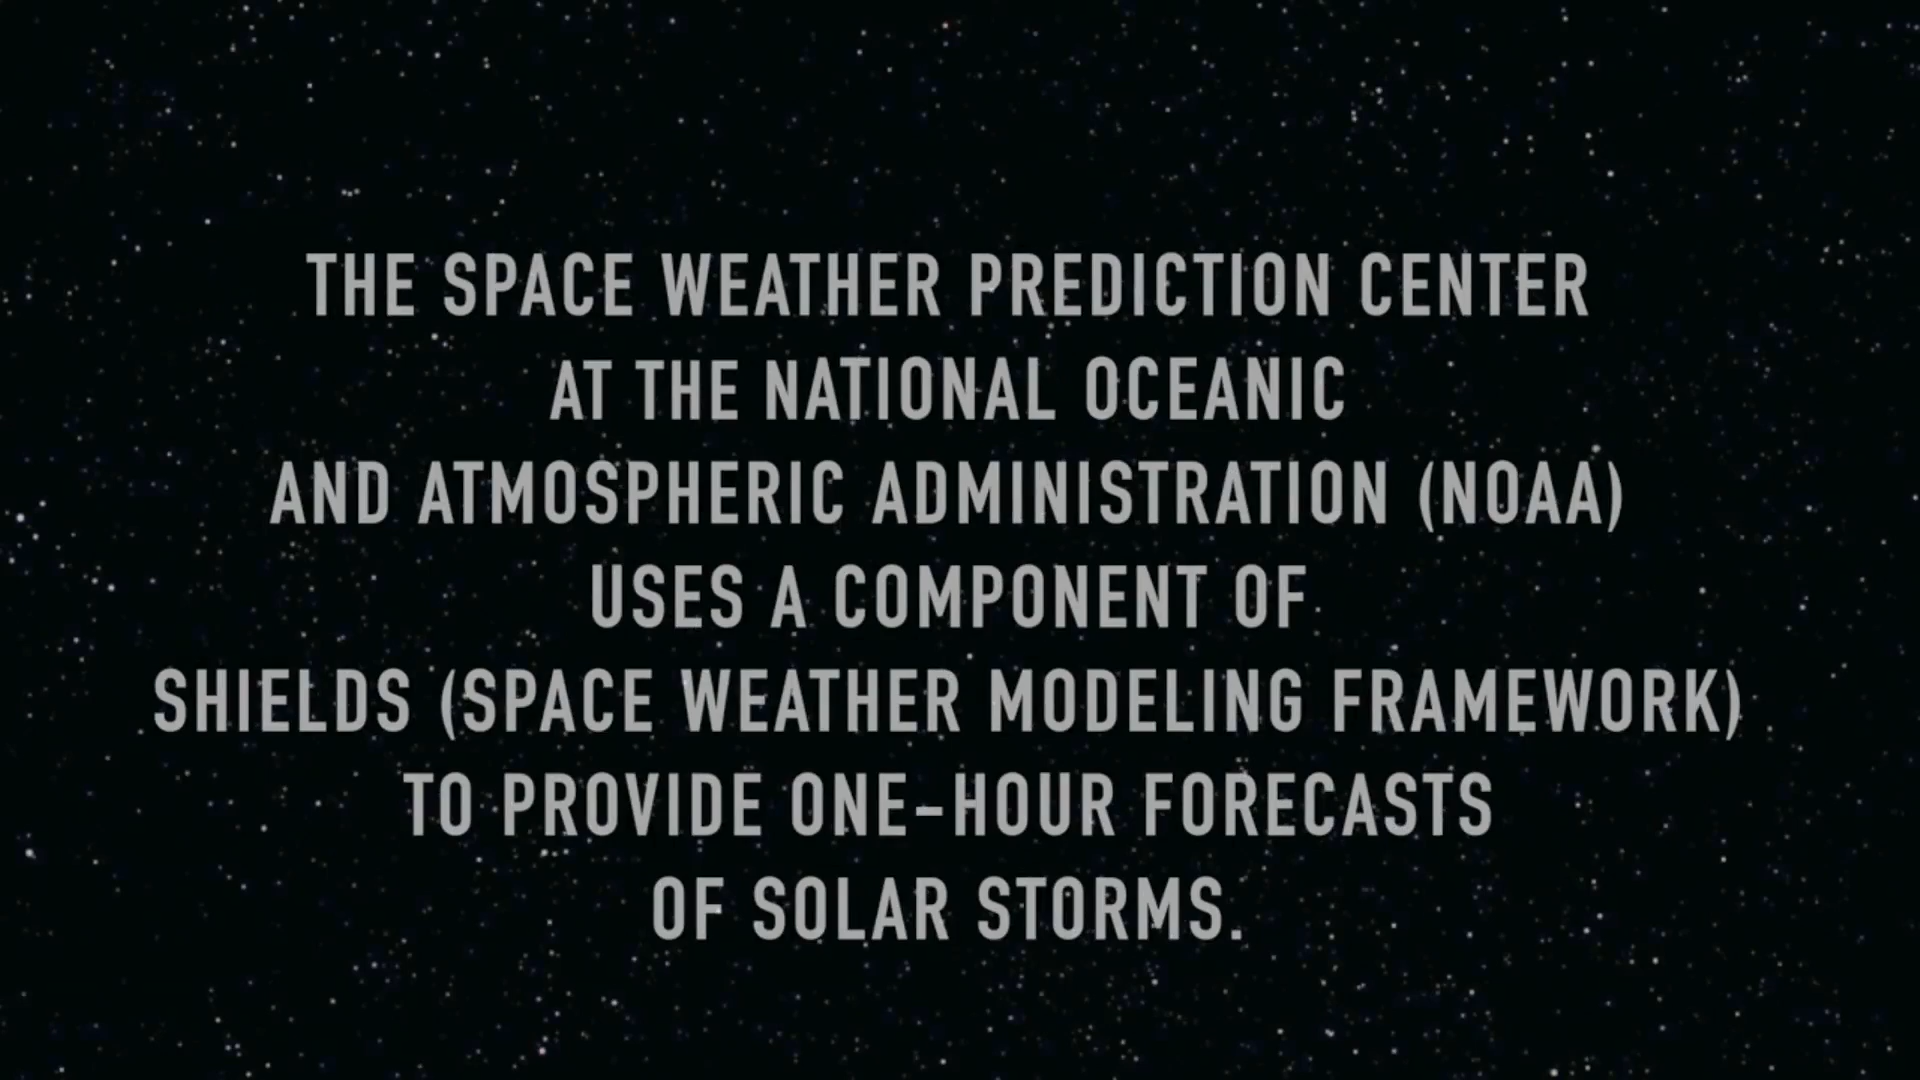 THE SPACE WEATHER PREDICTION CENTER
AT THE NATIONAL OCEANIC
AND ATMOSPHERIC ADMINISTRATION (NOAA)
USES A COMPONENT OF
SHIELDS (SPACE WEATHER MODELING FRAMEWORK)
TO PROVIDE ONE-HOUR FORECASTS
OF SOLAR STORMS.